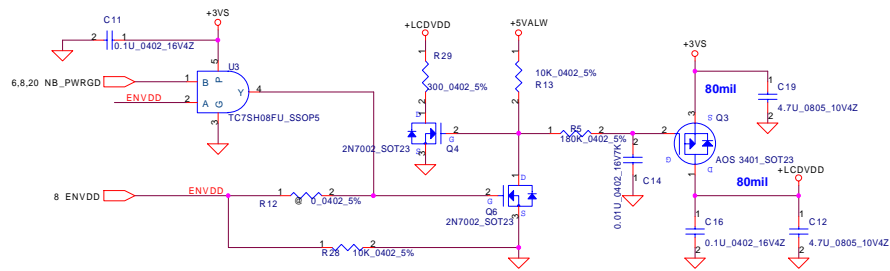 C11
2
1
0.1U_0402_16V4Z
+3VS
6,8,20 NB_PWRGD
ENVDD
1
2
5
3
4
B
A
P
G
Y
U3
TC7SH08FU_SSOP5
+LCDVDD
R29
300_0402_5%
1
2
+5VALW
10K_0402_5%
R13
1
2
D
S
G
1
3
2
2N7002_SOT23
Q4
R5
1
2
180K_0402_5%
0.01U_0402_16V7K
C14
2
1
+3VS
80mil
C19
1
2
4.7U_0805_10V4Z
S
Q3
G
D
3
2
1
AOS 3401_SOT23
80mil
+LCDVDD
C16
1
2
0.1U_0402_16V4Z
C12
1
2
4.7U_0805_10V4Z
8 ENVDD
ENVDD
R12
1
2
@ 0_0402_5%
R28
1
2
10K_0402_5%
2
G
D
S
1
3
Q6
2N7002_SOT23